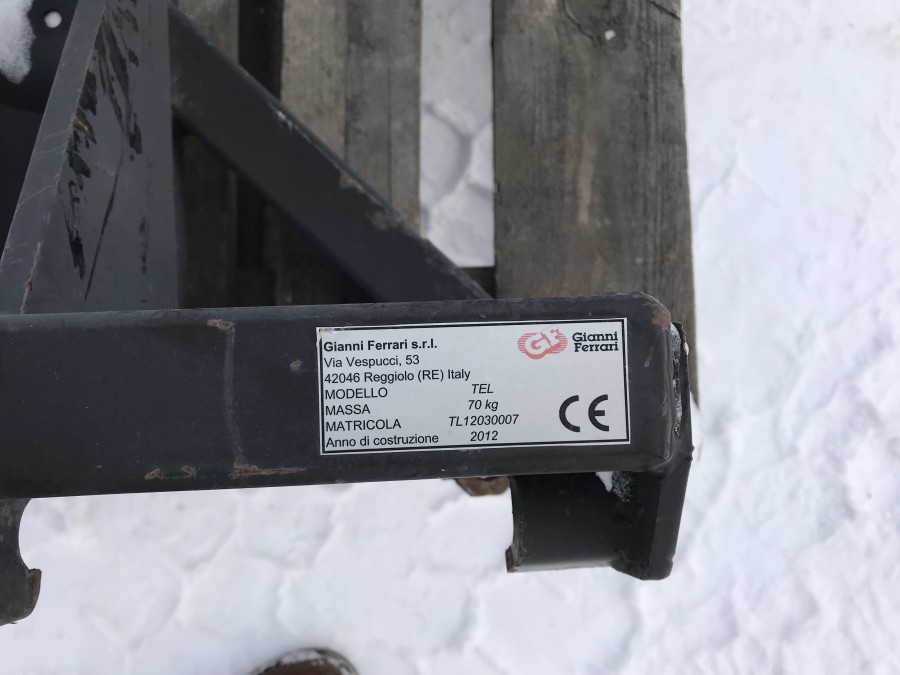 Gianni Ferrari s.r.l.
Via Vespucci, 53
42046 Reggiolo (RE) Italy
MODELLO TEL
MASSA 70 kg
MATRICOLA TL12030007
Anno di costruzione 2012
GF Gianni
Ferrari
CE